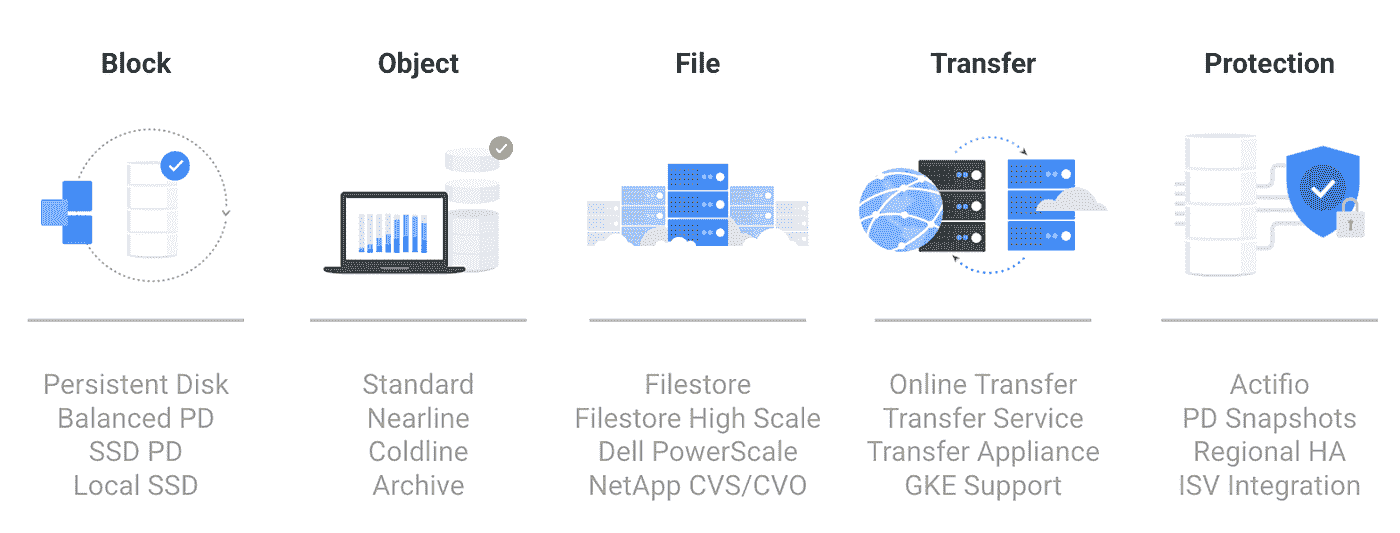 Block
Persistent Disk
Balanced PD
SSD PD
Local SSD
Object
Standard
Nearline
Coldline
Archive
File
Filestore
Filestore High Scale
Dell PowerScale
NetApp CVS/CVO
Transfer
Online Transfer
Transfer Service
Transfer Appliance
GKE Support
Protection
Actifio
PD Snapshots
Regional HA
ISV Integration